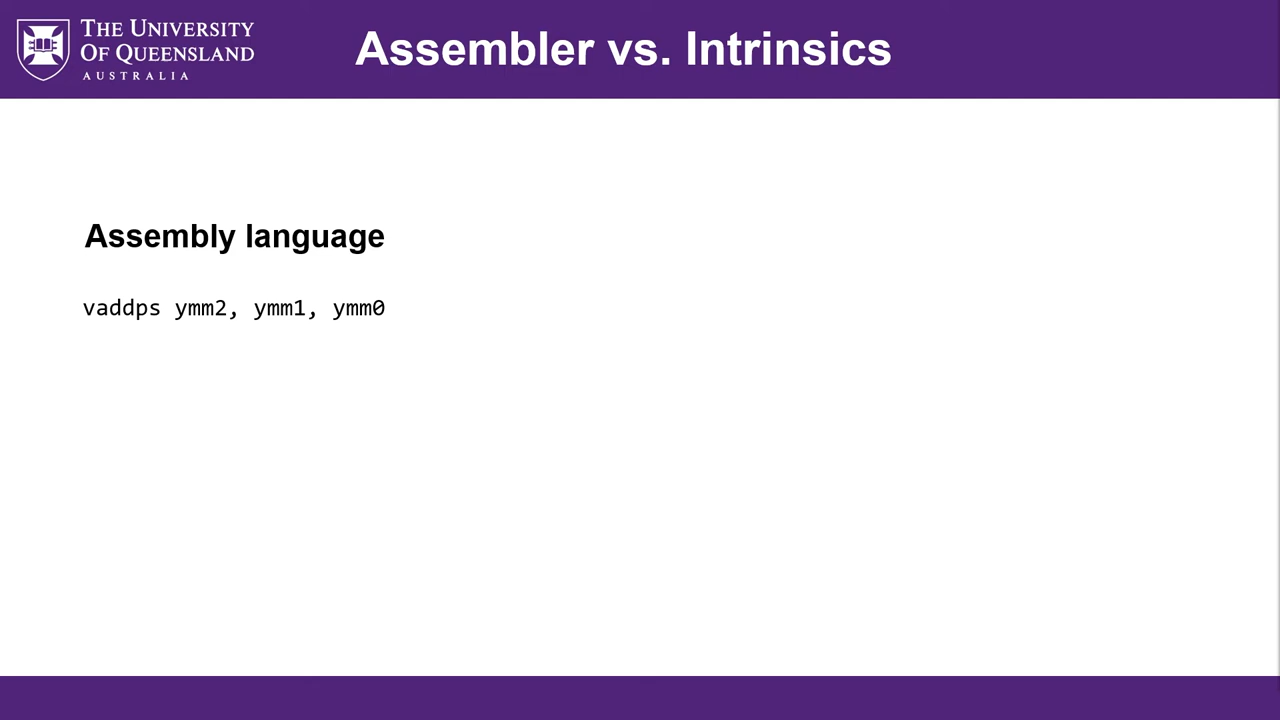 THE UNIVERSITY
OF QUEENSLAND
AUSTRALIA
Assembler vs. Intrinsics
Assembly language
vaddps ymm2, ymm1, ymm0